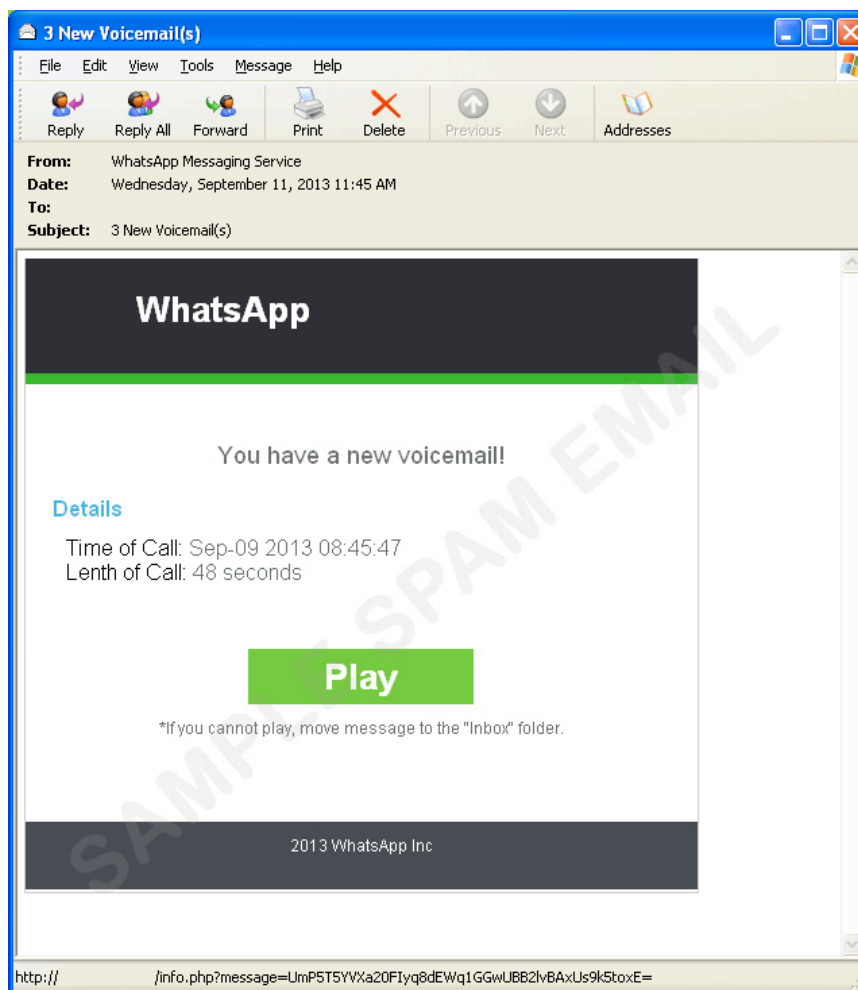 3 New Voicemail(s)
File Edit View Tools Message Help
Reply Reply All Forward Print Delete Previous Next Addresses
From: WhatsApp Messaging Service
Date: Wednesday, September 11, 2013 11:45 AM
To:
Subject: 3 New Voicemail(s)
WhatsApp
You have a new voicemail!
Details
Time of Call: Sep-09 2013 08:45:47
Lenth of Call: 48 seconds
Play
*If you cannot play, move message to the "Inbox" folder.
2013 WhatsApp Inc
SAMPLE SPAM EMAIL
http:// /info.php?message=UmP5T5YVXa20FIyq8dEWq1GGwUBB2lvBAxUs9k5toxE=